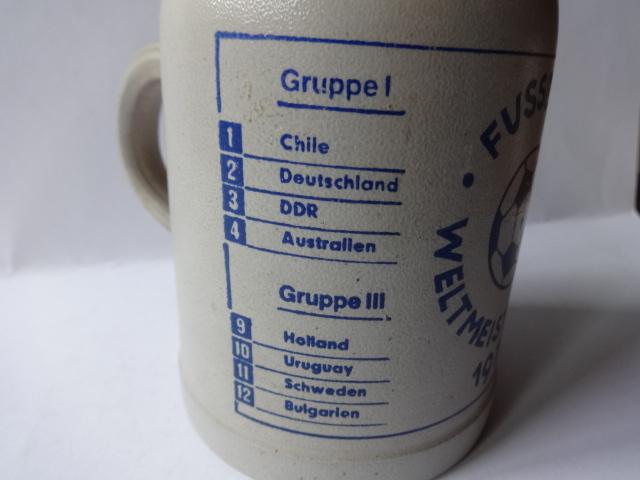 Gruppe I
1 Chile
2 Deutschland
3 DDR
4 Australien
Gruppe III
9 Holland
10 Uruguay
11 Schweden
12 Bulgarien